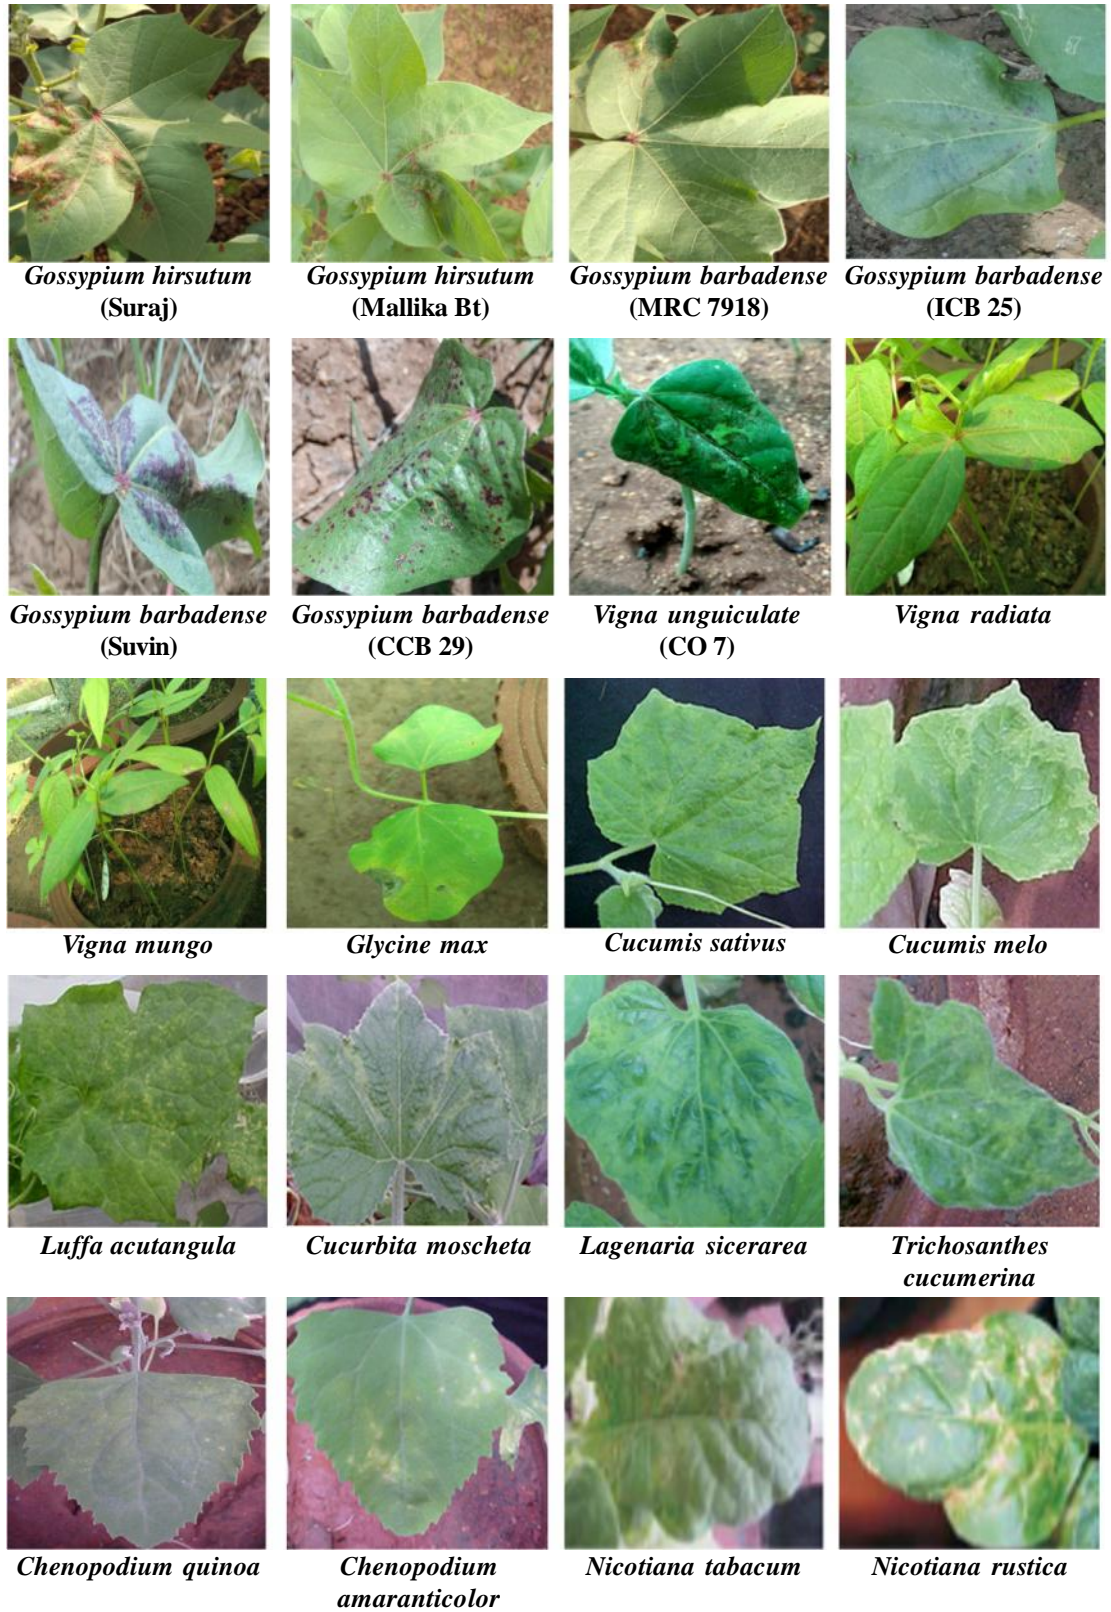 Gossypium hirsutum
(Suraj)
Gossypium hirsutum
(Mallika Bt)
Gossypium barbadense
(MRC 7918)
Gossypium barbadense
(ICB 25)
Gossypium barbadense
(Suvin)
Gossypium barbadense
(CCB 29)
Vigna unguiculate
(CO 7)
Vigna radiata
Vigna mungo
Glycine max
Cucumis sativus
Cucumis melo
Luffa acutangula
Cucurbita moscheta
Lagenaria sicerarea
Trichosanthes
cucumerina
Chenopodium quinoa
Chenopodium
amaranticolor
Nicotiana tabacum
Nicotiana rustica